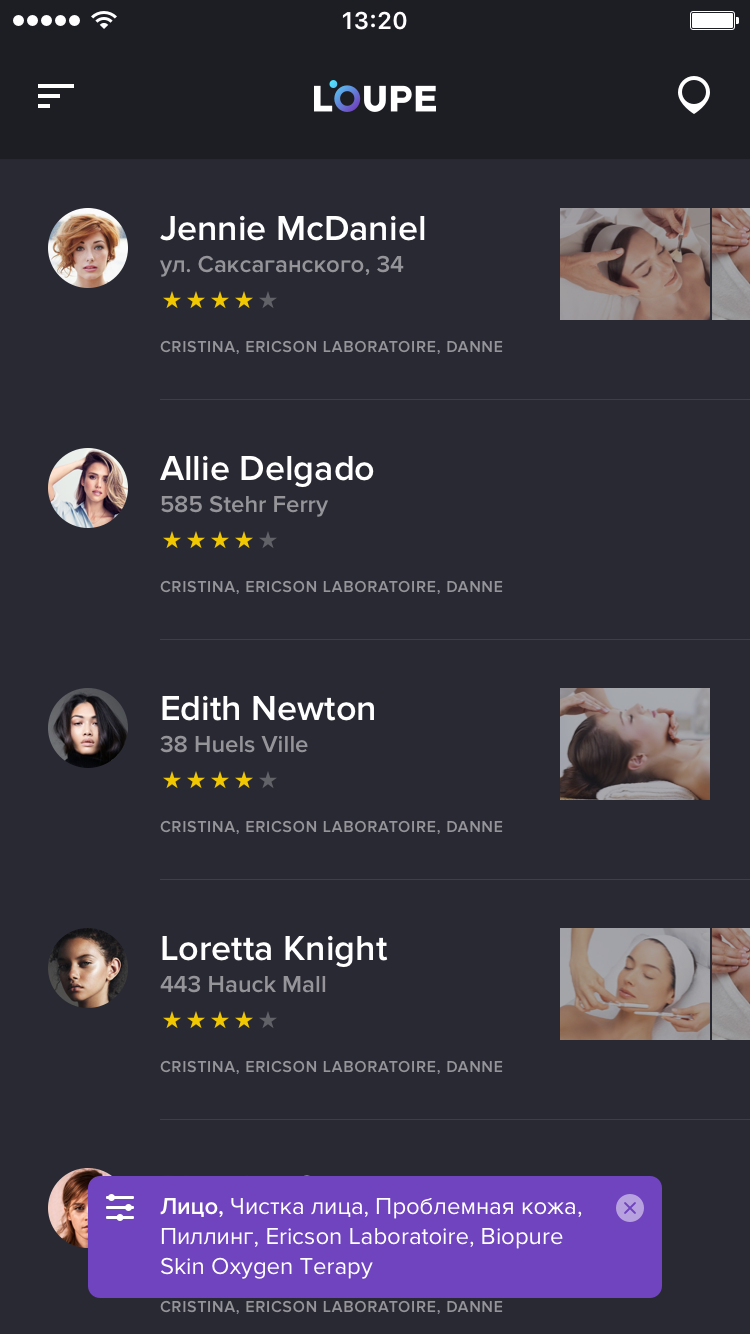 13:20
LOUPE
Jennie McDaniel
ул. Саксаганского, 34
CRISTINA, ERICSON LABORATOIRE, DANNE
Allie Delgado
585 Stehr Ferry
CRISTINA, ERICSON LABORATOIRE, DANNE
Edith Newton
38 Huels Ville
CRISTINA, ERICSON LABORATOIRE, DANNE
Loretta Knight
443 Hauck Mall
CRISTINA, ERICSON LABORATOIRE, DANNE
Лицо, Чистка лица, Проблемная кожа,
Пиллинг, Ericson Laboratoire, Biopure
Skin Oxygen Terapy
CRISTINA, ERICSON LABORATOIRE, DANNE